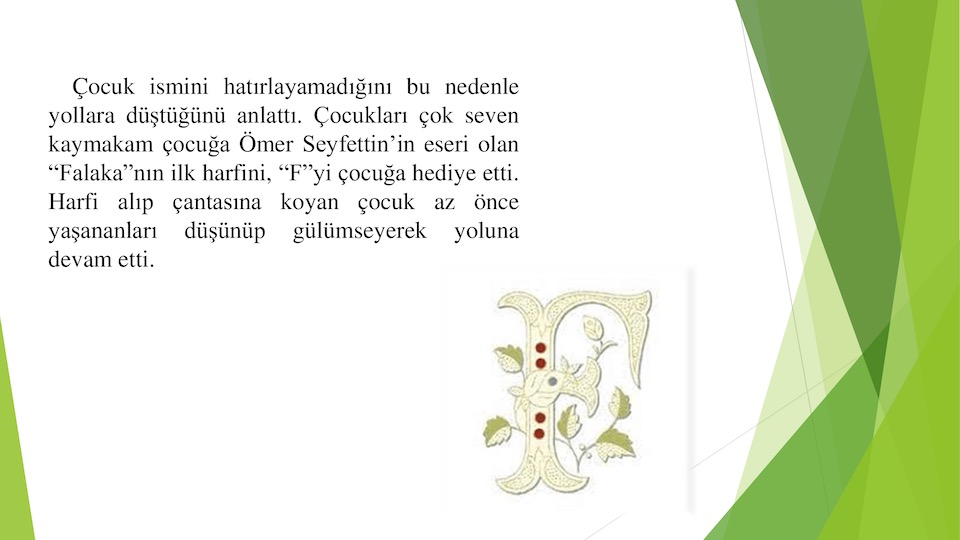 Çocuk ismini hatırlayamadığını bu nedenle
yollara düştüğünü anlattı. Çocukları çok seven
kaymakam çocuğa Ömer Seyfettin’in eseri olan
“Falaka”nın ilk harfini, “F”yi çocuğa hediye etti.
Harfi alıp çantasına koyan çocuk az önce
yaşananları düşünüp gülümseyerek yoluna
devam etti.
F